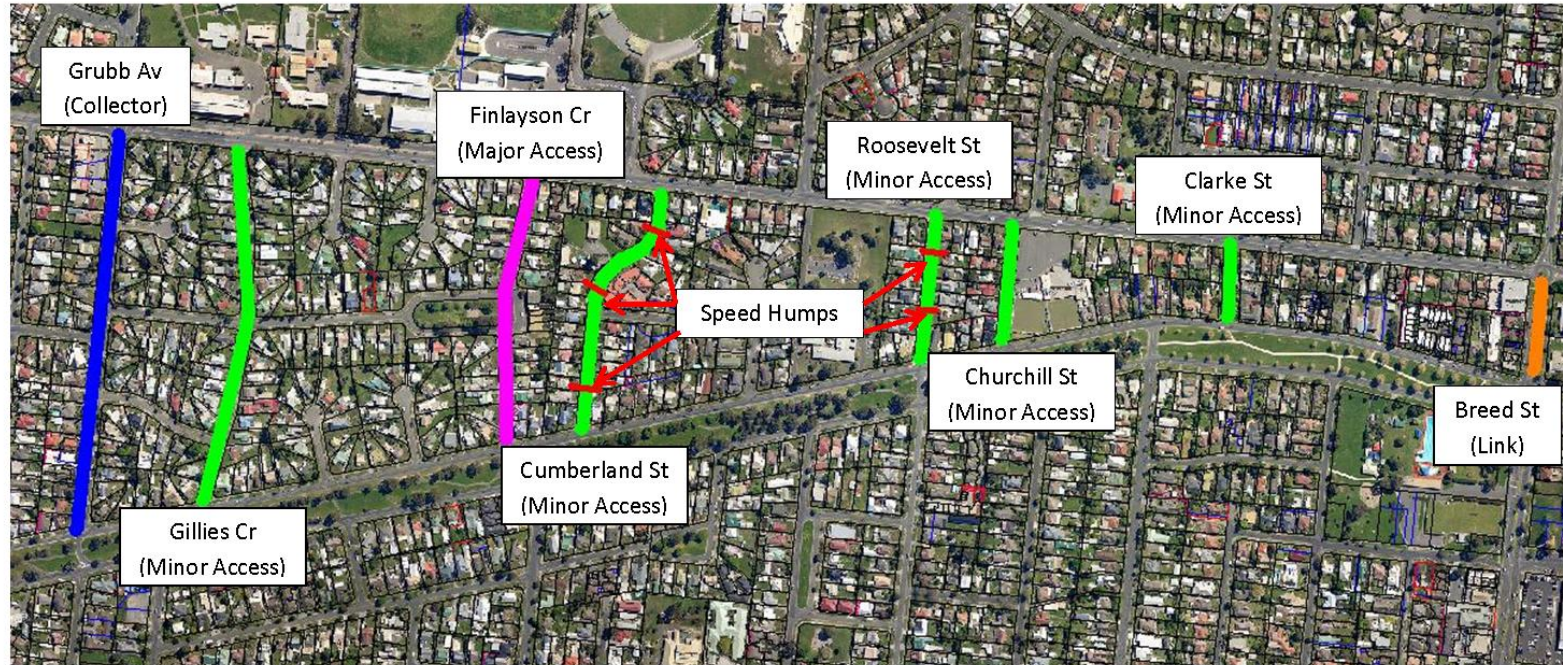 Grubb Av
(Collector)
Finlayson Cr
(Major Access)
Roosevelt St
(Minor Access)
Clarke St
(Minor Access)
Speed Humps
Churchill St
(Minor Access)
Breed St
(Link)
Cumberland St
(Minor Access)
Gillies Cr
(Minor Access)